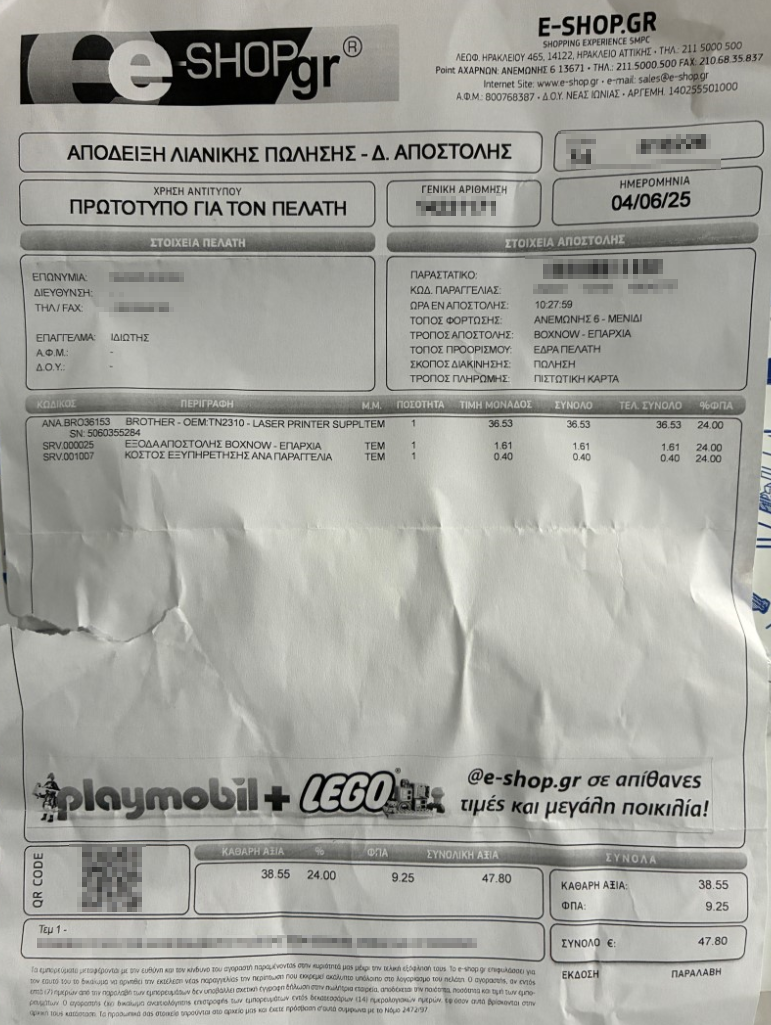 e-SHOP.gr®
E-SHOP.GR
SHOPPING EXPERIENCE SMPC
ΛΕΩΦ. ΗΡΑΚΛΕΙΟΥ 465, 14122, ΗΡΑΚΛΕΙΟ ΑΤΤΙΚΗΣ • ΤΗΛ. 211 5000 500
Point ΑΧΑΡΝΩΝ: ΑΝΕΜΩΝΗΣ 6 13671 • ΤΗΛ.: 211.5000.500 FAX: 210.68.35.837
Internet Site: www.e-shop.gr • e-mail: sales@e-shop.gr
Α.Φ.Μ.: 800768387 • Δ.Ο.Υ. ΝΕΑΣ ΙΩΝΙΑΣ • ΑΡ.ΓΕΜΗ. 140255501000
ΑΠΟΔΕΙΞΗ ΛΙΑΝΙΚΗΣ ΠΩΛΗΣΗΣ - Δ. ΑΠΟΣΤΟΛΗΣ
ΧΡΗΣΗ ΑΝΤΙΤΥΠΟΥ
ΠΡΩΤΟΤΥΠΟ ΓΙΑ ΤΟΝ ΠΕΛΑΤΗ
ΓΕΝΙΚΗ ΑΡΙΘΜΗΣΗ
ΗΜΕΡΟΜΗΝΙΑ
04/06/25
ΣΤΟΙΧΕΙΑ ΠΕΛΑΤΗ
ΕΠΩΝΥΜΙΑ:
ΔΙΕΥΘΥΝΣΗ:
ΤΗΛ/ FAX:
ΕΠΑΓΓΕΛΜΑ: ΙΔΙΩΤΗΣ
Α.Φ.Μ.: -
Δ.Ο.Υ.: -
ΣΤΟΙΧΕΙΑ ΑΠΟΣΤΟΛΗΣ
ΠΑΡΑΣΤΑΤΙΚΟ:
ΚΩΔ. ΠΑΡΑΓΓΕΛΙΑΣ:
ΩΡΑ ΕΝ ΑΠΟΣΤΟΛΗΣ: 10:27:59
ΤΟΠΟΣ ΦΟΡΤΩΣΗΣ: ΑΝΕΜΩΝΗΣ 6 - ΜΕΝΙΔΙ
ΤΡΟΠΟΣ ΑΠΟΣΤΟΛΗΣ: BOXNOW - ΕΠΑΡΧΙΑ
ΤΟΠΟΣ ΠΡΟΟΡΙΣΜΟΥ: ΕΔΡΑ ΠΕΛΑΤΗ
ΣΚΟΠΟΣ ΔΙΑΚΙΝΗΣΗΣ: ΠΩΛΗΣΗ
ΤΡΟΠΟΣ ΠΛΗΡΩΜΗΣ: ΠΙΣΤΩΤΙΚΗ ΚΑΡΤΑ
ΚΩΔΙΚΟΣ ΠΕΡΙΓΡΑΦΗ Μ.Μ. ΠΟΣΟΤΗΤΑ ΤΙΜΗ ΜΟΝΑΔΟΣ ΣΥΝΟΛΟ ΤΕΛ. ΣΥΝΟΛΟ %ΦΠΑ
ANA.BRO36153 BROTHER - OEM:TN2310 - LASER PRINTER SUPPL ΤΕΜ 1 36.53 36.53 36.53 24.00
SN: 5060355284
SRV.000025 ΕΞΟΔΑ ΑΠΟΣΤΟΛΗΣ BOXNOW - ΕΠΑΡΧΙΑ ΤΕΜ 1 1.61 1.61 1.61 24.00
SRV.001007 ΚΟΣΤΟΣ ΕΞΥΠΗΡΕΤΗΣΗΣ ΑΝΑ ΠΑΡΑΓΓΕΛΙΑ ΤΕΜ 1 0.40 0.40 0.40 24.00
playmobil + LEGO
@e-shop.gr σε απίθανες
τιμές και μεγάλη ποικιλία!
QR CODE
ΚΑΘΑΡΗ ΑΞΙΑ % ΦΠΑ ΣΥΝΟΛΙΚΗ ΑΞΙΑ
38.55 24.00 9.25 47.80
ΣΥΝΟΛΑ
ΚΑΘΑΡΗ ΑΞΙΑ: 38.55
ΦΠΑ: 9.25
ΣΥΝΟΛΟ €: 47.80
Τεμ 1 -
ΕΚΔΟΣΗ ΠΑΡΑΛΑΒΗ